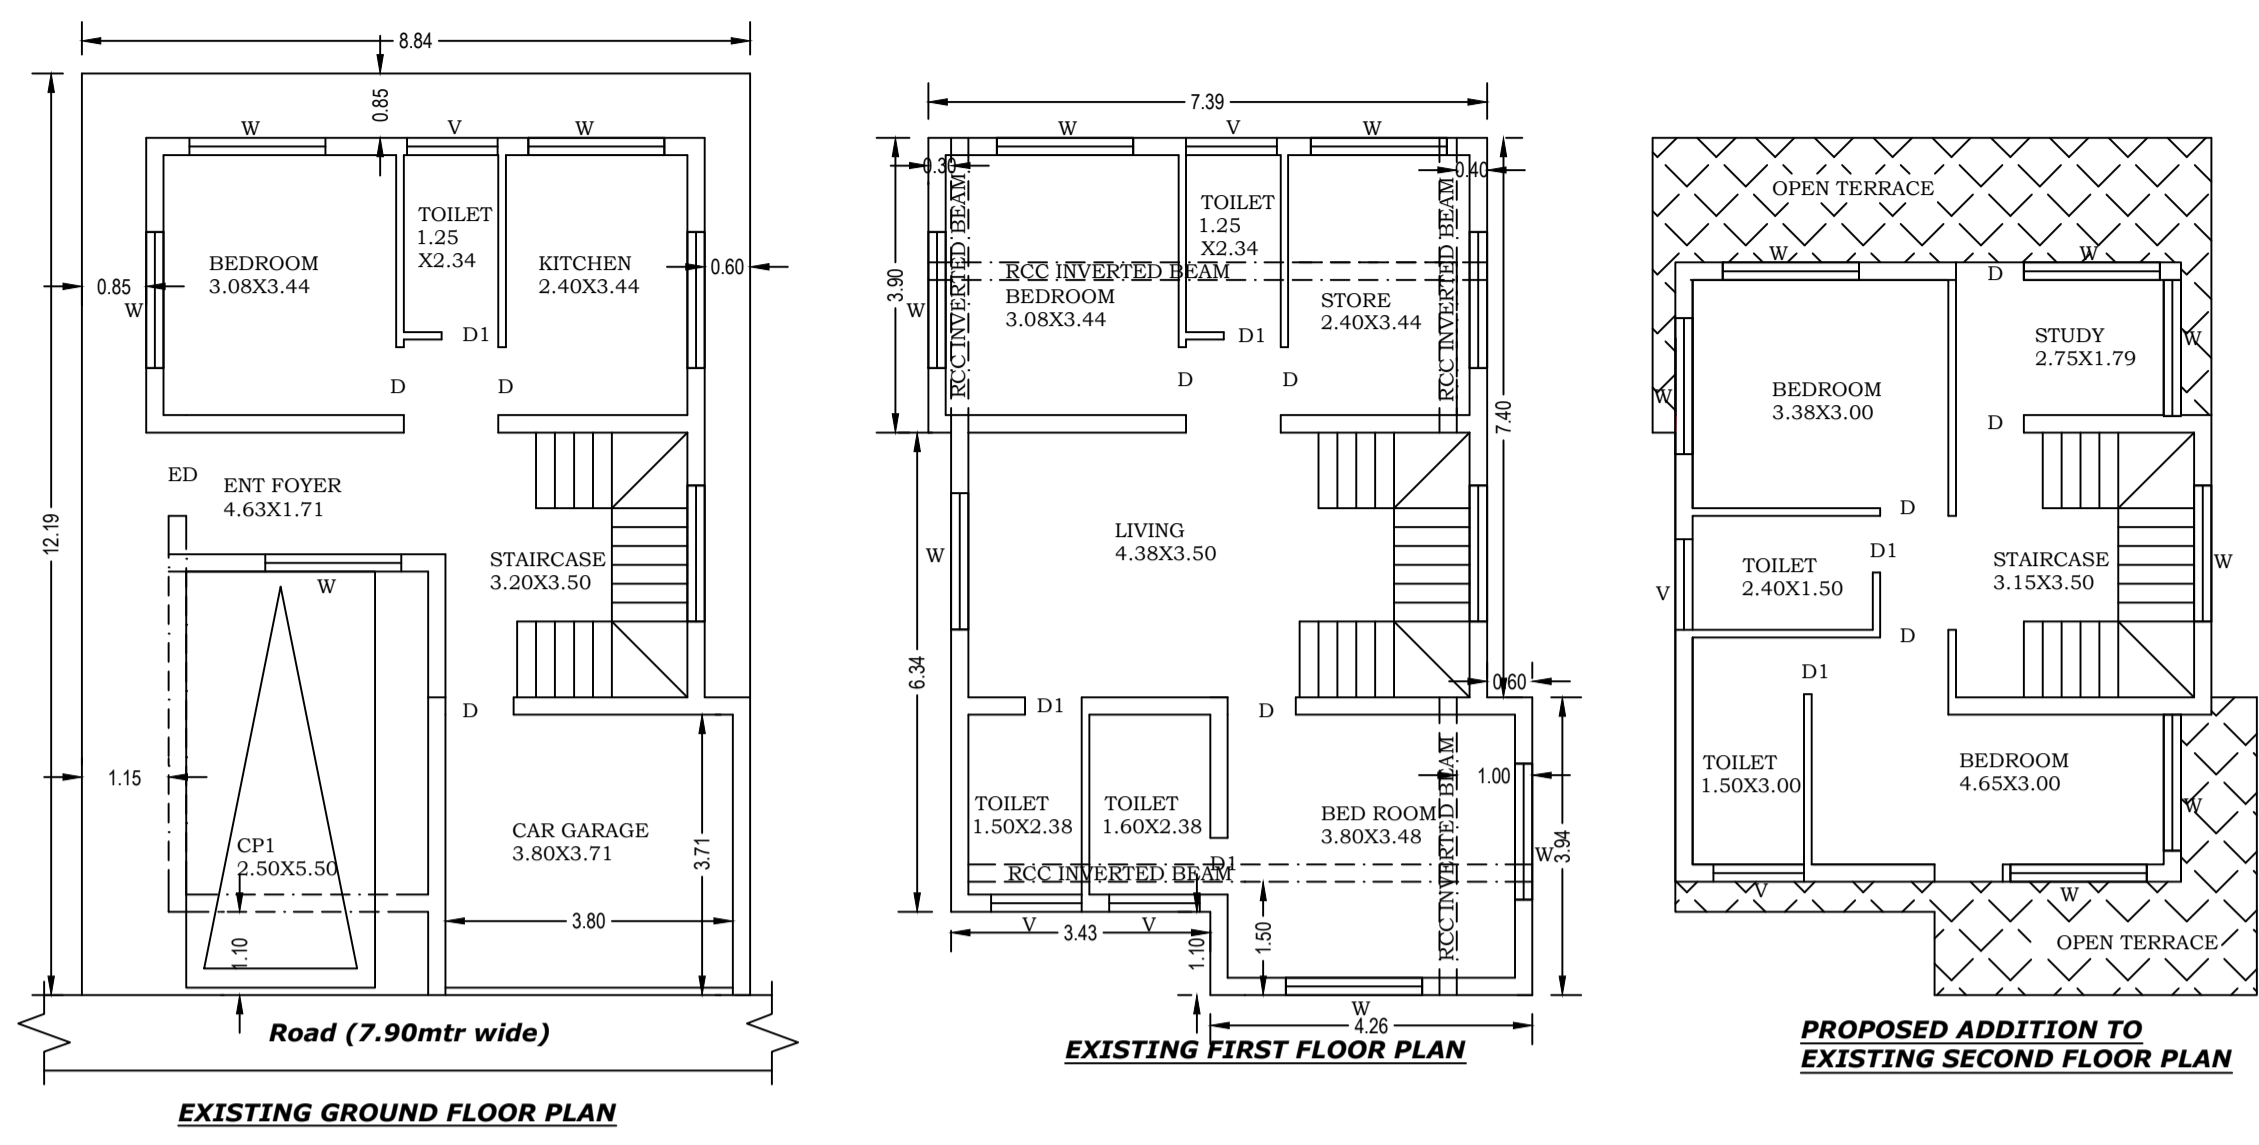 8.84
0.85
W
V
W
TOILET
1.25
X2.34
BEDROOM
3.08X3.44
KITCHEN
2.40X3.44
0.60
0.85
W
D1
D
D
ED
ENT FOYER
4.63X1.71
12.19
STAIRCASE
3.20X3.50
W
D
1.15
CP1
2.50X5.50
CAR GARAGE
3.80X3.71
3.71
3.80
1.10
Road (7.90mtr wide)
EXISTING GROUND FLOOR PLAN
7.39
W
V
W
0.30
0.40
RCC INVERTED BEAM
RCC INVERTED BEAM
TOILET
1.25
X2.34
RCC INVERTED BEAM
BEDROOM
3.08X3.44
STORE
2.40X3.44
3.90
W
D1
D
D
7.40
LIVING
4.38X3.50
W
6.34
0.60
D1
D
RCC INVERTED BEAM
1.00
TOILET
1.50X2.38
TOILET
1.60X2.38
BED ROOM
3.80X3.48
W
3.94
D1
RCC INVERTED BEAM
V
V
3.43
1.10
1.50
W
4.26
EXISTING FIRST FLOOR PLAN
OPEN TERRACE
W
D
W
STUDY
2.75X1.79
W
BEDROOM
3.38X3.00
W
D
D
D1
TOILET
2.40X1.50
STAIRCASE
3.15X3.50
W
V
D
D1
TOILET
1.50X3.00
BEDROOM
4.65X3.00
W
V
W
OPEN TERRACE
PROPOSED ADDITION TO
EXISTING SECOND FLOOR PLAN